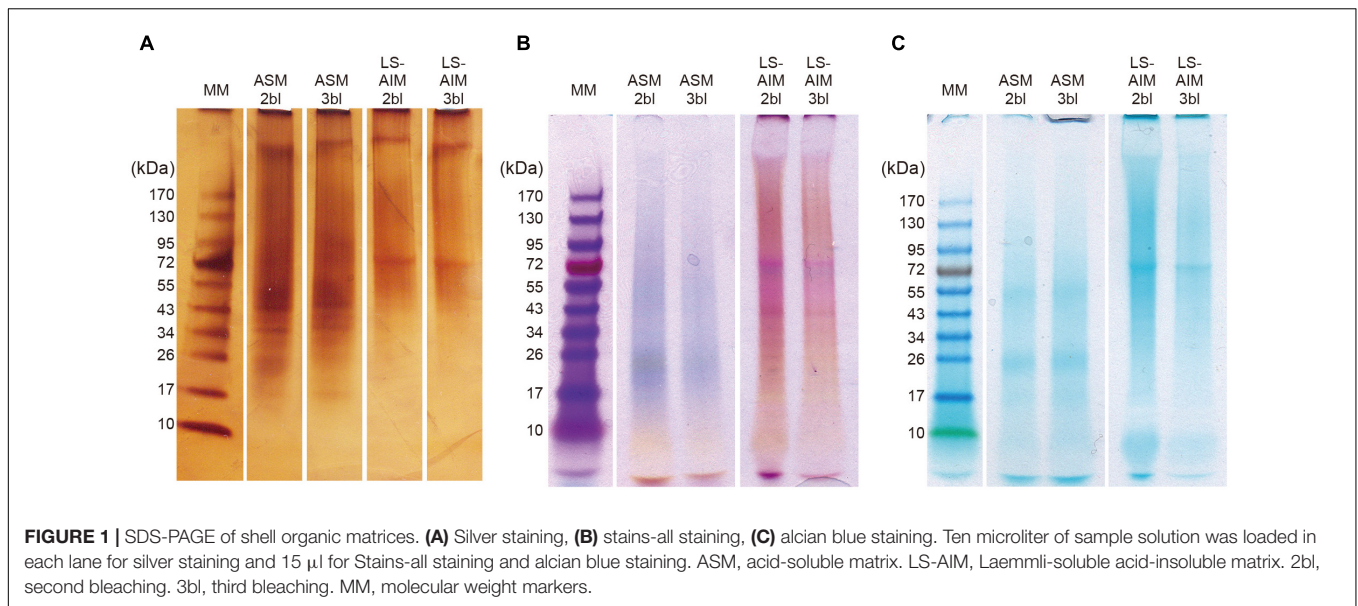 A
B
C
MM
ASM
2bl
ASM
3bl
LS-
AIM
2bl
LS-
AIM
3bl
(kDa)
170
130
95
72
55
43
34
26
17
10
MM
ASM
2bl
ASM
3bl
LS-
AIM
2bl
LS-
AIM
3bl
(kDa)
170
130
95
72
55
43
34
26
17
10
MM
ASM
2bl
ASM
3bl
LS-
AIM
2bl
LS-
AIM
3bl
(kDa)
170
130
95
72
55
43
34
26
17
10
FIGURE 1 | SDS-PAGE of shell organic matrices. (A) Silver staining, (B) stains-all staining, (C) alcian blue staining. Ten microliter of sample solution was loaded in
each lane for silver staining and 15 μl for Stains-all staining and alcian blue staining. ASM, acid-soluble matrix. LS-AIM, Laemmli-soluble acid-insoluble matrix. 2bl,
second bleaching. 3bl, third bleaching. MM, molecular weight markers.